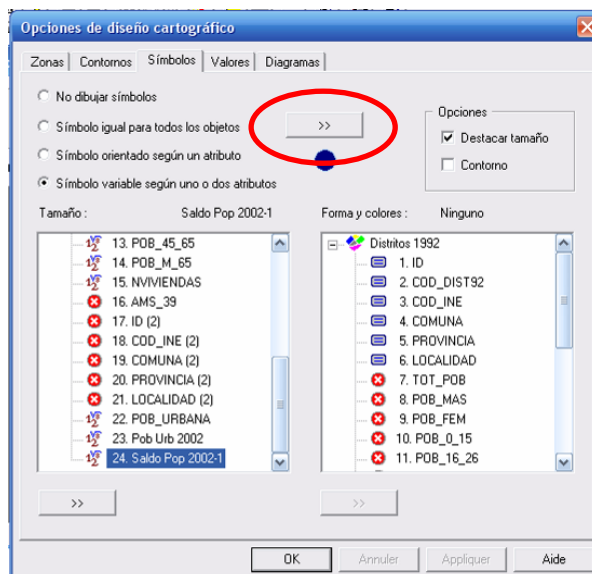 Opciones de diseño cartográfico
Zonas Contornos Símbolos Valores Diagramas
No dibujar símbolos
Símbolo igual para todos los objetos
Símbolo orientado según un atributo
Símbolo variable según uno o dos atributos
>>
Opciones
Destacar tamaño
Contorno
Tamaño : Saldo Pop 2002-1
13. POB_45_65
14. POB_M_65
15. NVIVIENDAS
16. AMS_39
17. ID (2)
18. COD_INE (2)
19. COMUNA (2)
20. PROVINCIA (2)
21. LOCALIDAD (2)
22. POB_URBANA
23. Pob Urb 2002
24. Saldo Pop 2002-1
>>
Forma y colores : Ninguno
Distritos 1992
1. ID
2. COD_DIST92
3. COD_INE
4. COMUNA
5. PROVINCIA
6. LOCALIDAD
7. TOT_POB
8. POB_MAS
9. POB_FEM
10. POB_0_15
11. POB_16_26
>>
OK Annuler Appliquer Aide